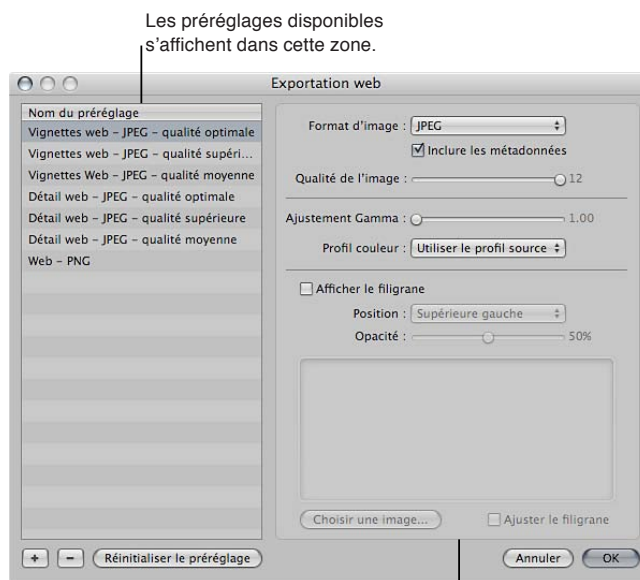 Les préréglages disponibles
s’affichent dans cette zone.
Exportation web
Nom du préréglage
Vignettes web – JPEG – qualité optimale
Vignettes web – JPEG – qualité supéri...
Vignettes Web – JPEG – qualité moyenne
Détail web – JPEG – qualité optimale
Détail web – JPEG – qualité supérieure
Détail web – JPEG – qualité moyenne
Web – PNG
Format d’image : JPEG
Inclure les métadonnées
Qualité de l’image : 12
Ajustement Gamma : 1.00
Profil couleur : Utiliser le profil source
Afficher le filigrane
Position : Supérieure gauche
Opacité : 50%
Choisir une image... Ajuster le filigrane
+ – Réinitialiser le préréglage Annuler OK